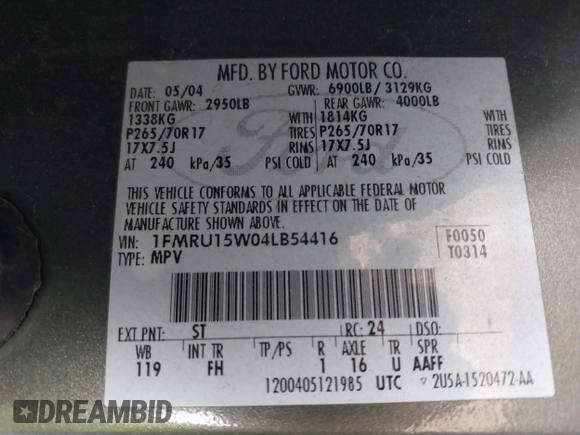 MFD. BY FORD MOTOR CO.
DATE: 05/04 GVWR: 6900LB / 3129KG
FRONT GAWR: 2950LB REAR GAWR: 4000LB
1338KG WITH 1814KG WITH
P265/70R17 TIRES P265/70R17 TIRES
17X7.5J RIMS 17X7.5J RIMS
AT 240 kPa/35 PSI COLD AT 240 kPa/35 PSI COLD
THIS VEHICLE CONFORMS TO ALL APPLICABLE FEDERAL MOTOR
VEHICLE SAFETY STANDARDS IN EFFECT ON THE DATE OF
MANUFACTURE SHOWN ABOVE.
VIN: 1FMRU15W04LB54416 F0050
TYPE: MPV T0314
EXT PNT: ST RC: 24 DSO:
WB INT TR TP/PS R AXLE TR SPR
119 FH 1 16 U AAFF
1200405121985 UTC 2U5A-1520472-AA
Ford
DREAMBID